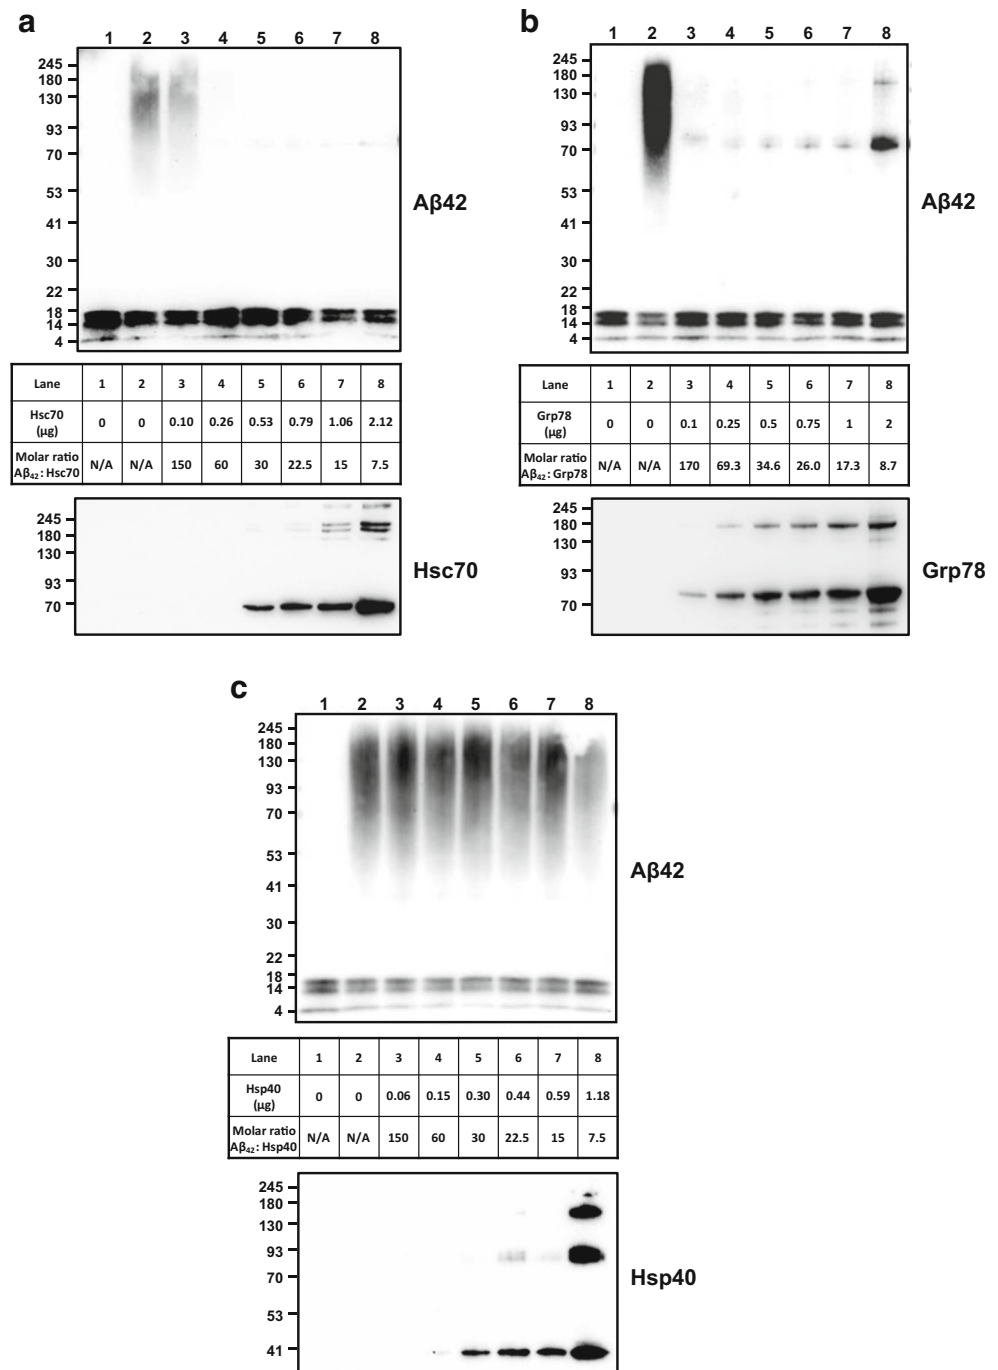 a
1 2 3 4 5 6 7 8
245
180
130
93
70
53
41
30
22
18
14
4
Aβ42
Lane 1 2 3 4 5 6 7 8
Hsc70 (µg) 0 0 0.10 0.26 0.53 0.79 1.06 2.12
Molar ratio Aβ₄₂: Hsc70 N/A N/A 150 60 30 22.5 15 7.5
245
180
130
93
70
Hsc70
b
1 2 3 4 5 6 7 8
245
180
130
93
70
53
41
30
22
18
14
4
Aβ42
Lane 1 2 3 4 5 6 7 8
Grp78 (µg) 0 0 0.1 0.25 0.5 0.75 1 2
Molar ratio Aβ₄₂: Grp78 N/A N/A 170 69.3 34.6 26.0 17.3 8.7
245
180
130
93
70
Grp78
c
1 2 3 4 5 6 7 8
245
180
130
93
70
53
41
30
22
18
14
4
Aβ42
Lane 1 2 3 4 5 6 7 8
Hsp40 (µg) 0 0 0.06 0.15 0.30 0.44 0.59 1.18
Molar ratio Aβ₄₂: Hsp40 N/A N/A 150 60 30 22.5 15 7.5
245
180
130
93
70
53
41
Hsp40